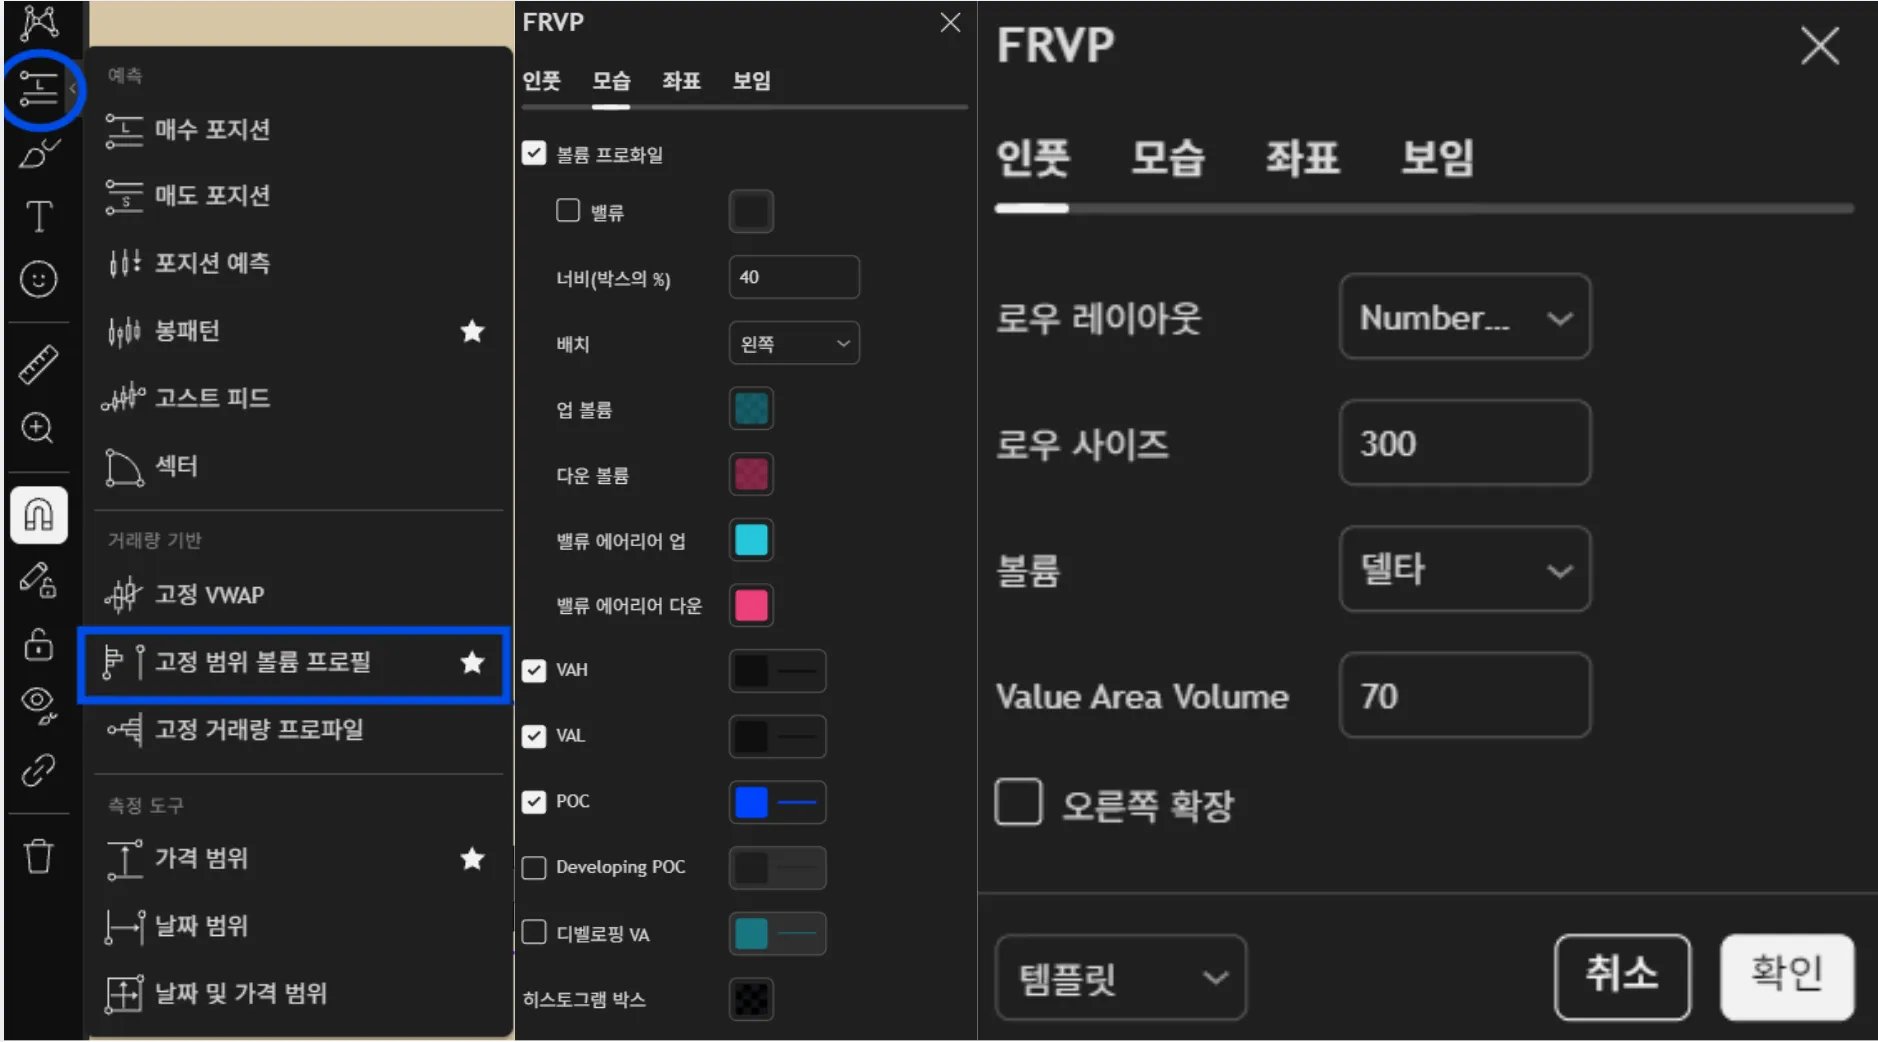 예측
매수 포지션
매도 포지션
포지션 예측
봉패턴
고스트 피드
섹터
거래량 기반
고정 VWAP
고정 범위 볼륨 프로필
고정 거래량 프로파일
측정 도구
가격 범위
날짜 범위
날짜 및 가격 범위
FRVP
인풋 모습 좌표 보임
볼륨 프로화일
밸류
너비(박스의 %) 40
배치 왼쪽
업 볼륨
다운 볼륨
밸류 에어리어 업
밸류 에어리어 다운
VAH
VAL
POC
Developing POC
디벨로핑 VA
히스토그램 박스
FRVP
인풋 모습 좌표 보임
로우 레이아웃 Number...
로우 사이즈 300
볼륨 델타
Value Area Volume 70
오른쪽 확장
템플릿 취소 확인